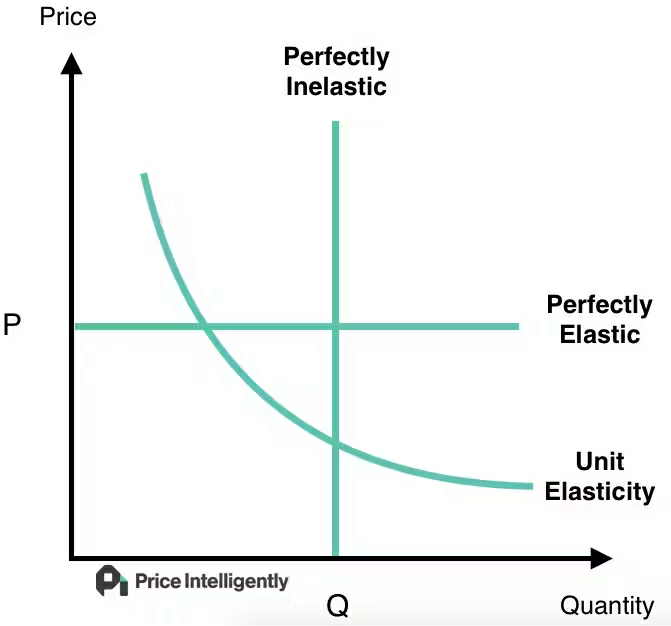 Price
Perfectly
Inelastic
P
Perfectly
Elastic
Unit
Elasticity
Price Intelligently
Q
Quantity